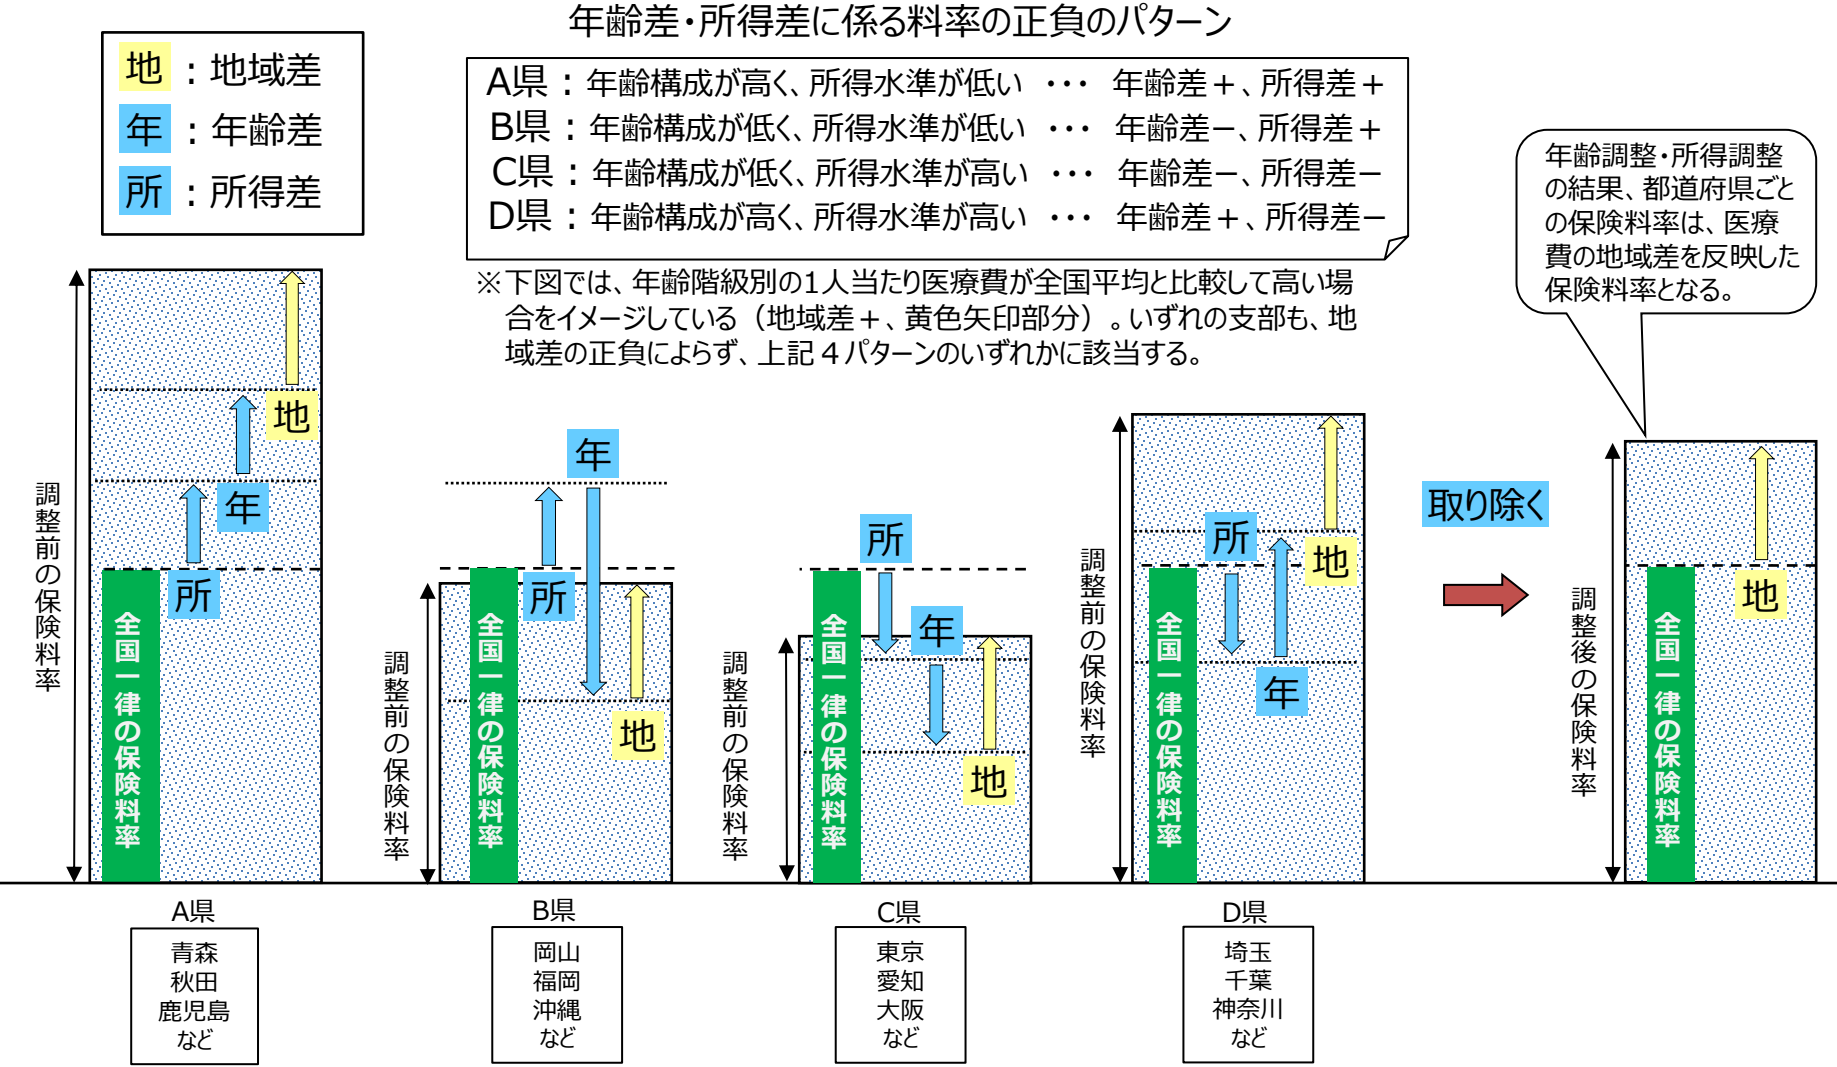 年齢差・所得差に係る料率の正負のパターン
地：地域差
年：年齢差
所：所得差
A県：年齢構成が高く、所得水準が低い ･･･ 年齢差＋、所得差＋
B県：年齢構成が低く、所得水準が低い ･･･ 年齢差－、所得差＋
C県：年齢構成が低く、所得水準が高い ･･･ 年齢差－、所得差－
D県：年齢構成が高く、所得水準が高い ･･･ 年齢差＋、所得差－
※下図では、年齢階級別の1人当たり医療費が全国平均と比較して高い場
合をイメージしている（地域差＋、黄色矢印部分）。いずれの支部も、地
域差の正負によらず、上記４パターンのいずれかに該当する。
年齢調整・所得調整
の結果、都道府県ごと
の保険料率は、医療
費の地域差を反映した
保険料率となる。
調整前の保険料率
全国一律の保険料率
所
年
地
A県
青森
秋田
鹿児島
など
調整前の保険料率
全国一律の保険料率
所
年
地
B県
岡山
福岡
沖縄
など
調整前の保険料率
全国一律の保険料率
所
年
地
C県
東京
愛知
大阪
など
調整前の保険料率
全国一律の保険料率
所
年
地
D県
埼玉
千葉
神奈川
など
取り除く
調整後の保険料率
全国一律の保険料率
地